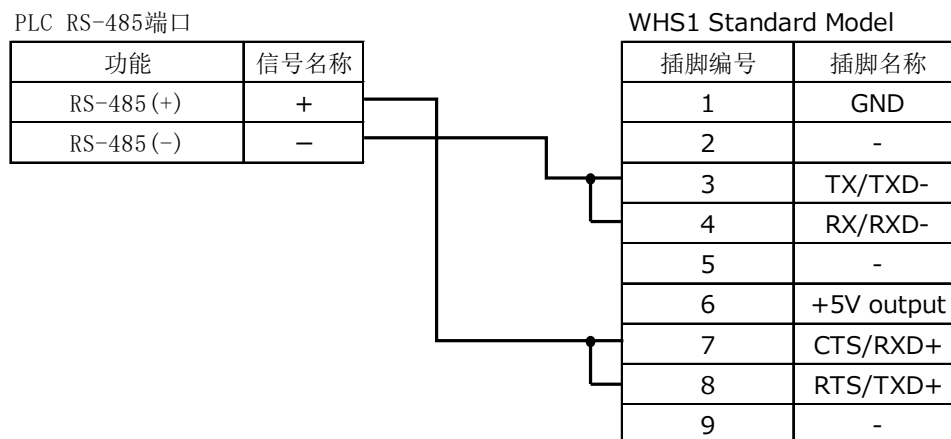 PLC RS-485端口
功能 信号名称
RS-485(+) +
RS-485(-) −
WHS1 Standard Model
插脚编号 插脚名称
1 GND
2 -
3 TX/TXD-
4 RX/RXD-
5 -
6 +5V output
7 CTS/RXD+
8 RTS/TXD+
9 -